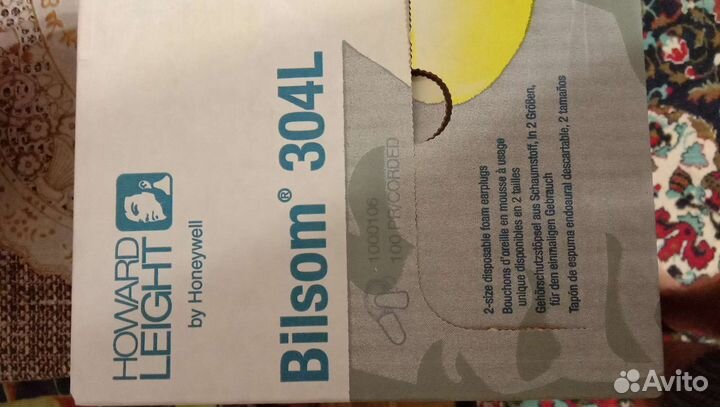 HOWARD
LEIGHT
by Honeywell
Bilsom® 304L
1000106
100 PR/CORDED
2-size disposable foam earplugs
Bouchons d'oreille en mousse à usage
unique disponibles en 2 tailles
Gehörschutzstöpsel aus Schaumstoff, in 2 Größen,
für den einmaligen Gebrauch
Tapón de espuma endoaural descartable, 2 tamaños
Avito